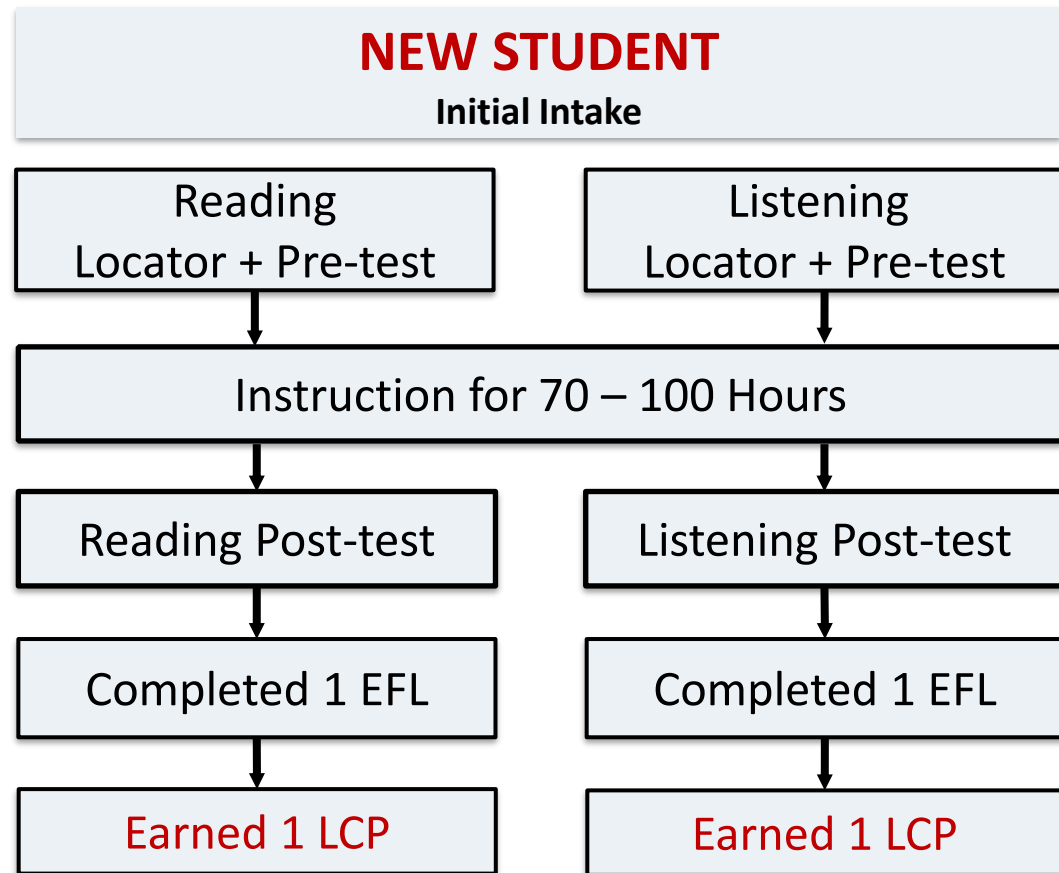 NEW STUDENT
Initial Intake
Reading
Locator + Pre-test
Listening
Locator + Pre-test
Instruction for 70 – 100 Hours
Reading Post-test
Listening Post-test
Completed 1 EFL
Completed 1 EFL
Earned 1 LCP
Earned 1 LCP